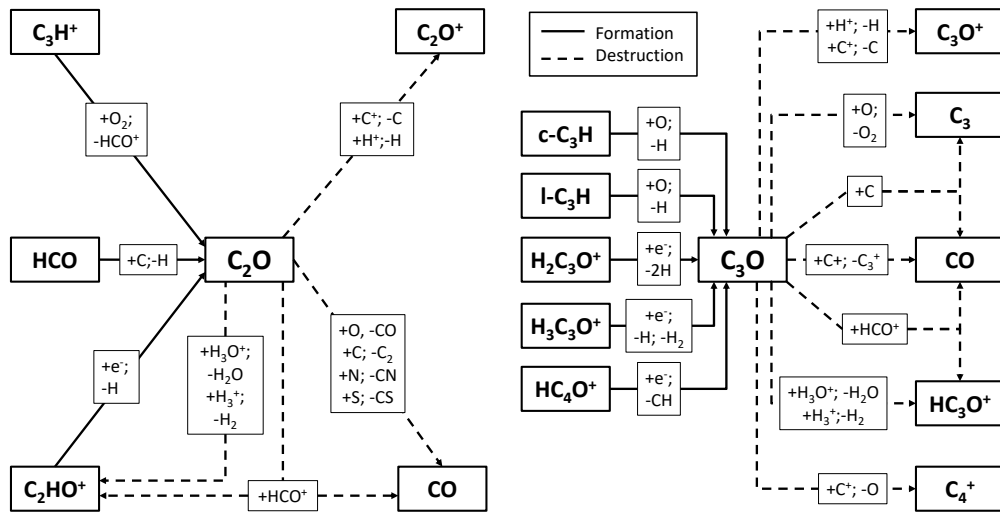 C₃H⁺
C₂O⁺
+O₂;
-HCO⁺
+C⁺; -C
+H⁺;-H
HCO
+C;-H
C₂O
+e⁻;
-H
+H₃O⁺;
-H₂O
+H₃⁺;
-H₂
+O, -CO
+C; -C₂
+N; -CN
+S; -CS
C₂HO⁺
+HCO⁺
CO
Formation
Destruction
+H⁺; -H
+C⁺; -C
C₃O⁺
c-C₃H
+O;
-H
+O;
-O₂
C₃
l-C₃H
+O;
-H
+C
H₂C₃O⁺
+e⁻;
-2H
C₃O
+C+; -C₃⁺
CO
H₃C₃O⁺
+e⁻;
-H; -H₂
+HCO⁺
HC₄O⁺
+e⁻;
-CH
+H₃O⁺; -H₂O
+H₃⁺;-H₂
HC₃O⁺
+C⁺; -O
C₄⁺